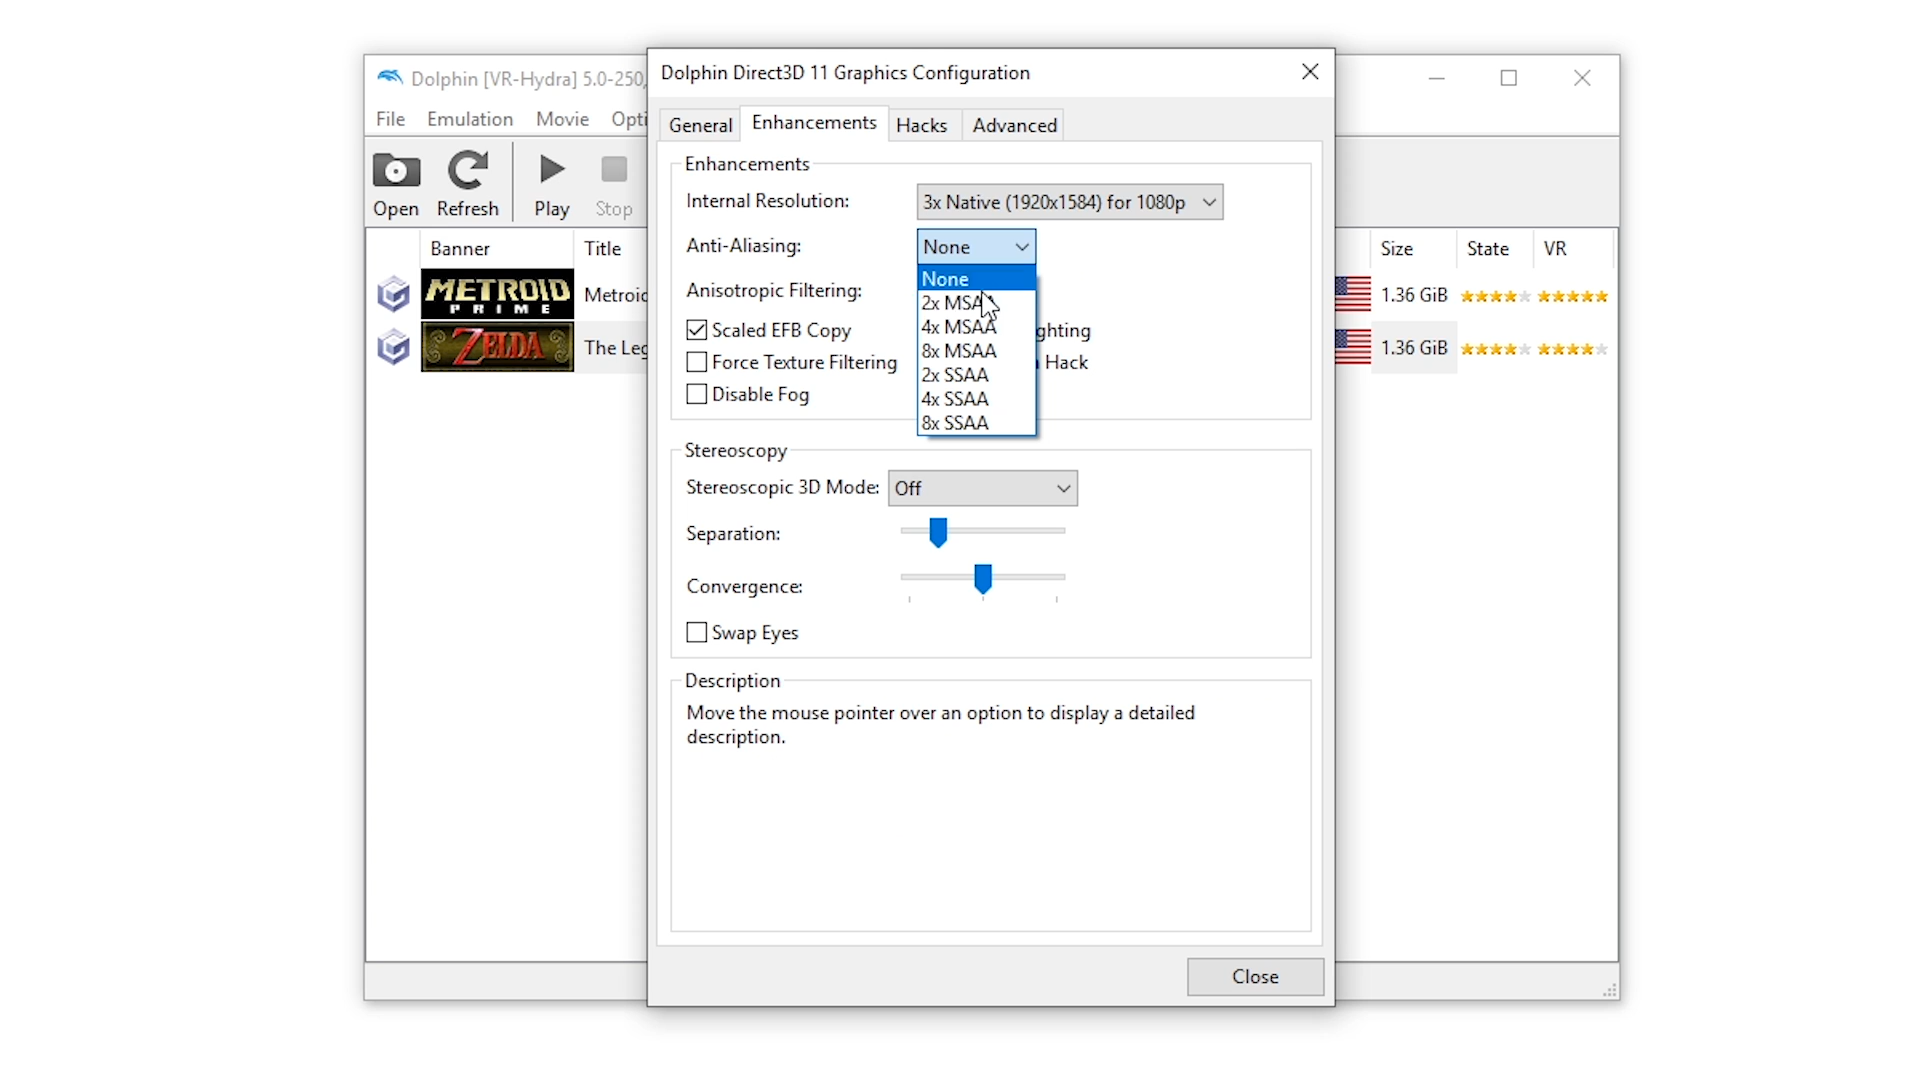 Dolphin [VR-Hydra] 5.0-250,
Dolphin Direct3D 11 Graphics Configuration
File Emulation Movie Opti
General Enhancements Hacks Advanced
Open Refresh Play Stop
Enhancements
Internal Resolution: 3x Native (1920x1584) for 1080p
Banner Title Size State VR
Anti-Aliasing: None
None
2x MSAA
4x MSAA
8x MSAA
2x SSAA
4x SSAA
8x SSAA
Anisotropic Filtering:
METROID
PRIME
Metroid 1.36 GiB
Scaled EFB Copy ghting
ZELDA
The Leg 1.36 GiB
Force Texture Filtering Hack
Disable Fog
Stereoscopy
Stereoscopic 3D Mode: Off
Separation:
Convergence:
Swap Eyes
Description
Move the mouse pointer over an option to display a detailed
description.
Close